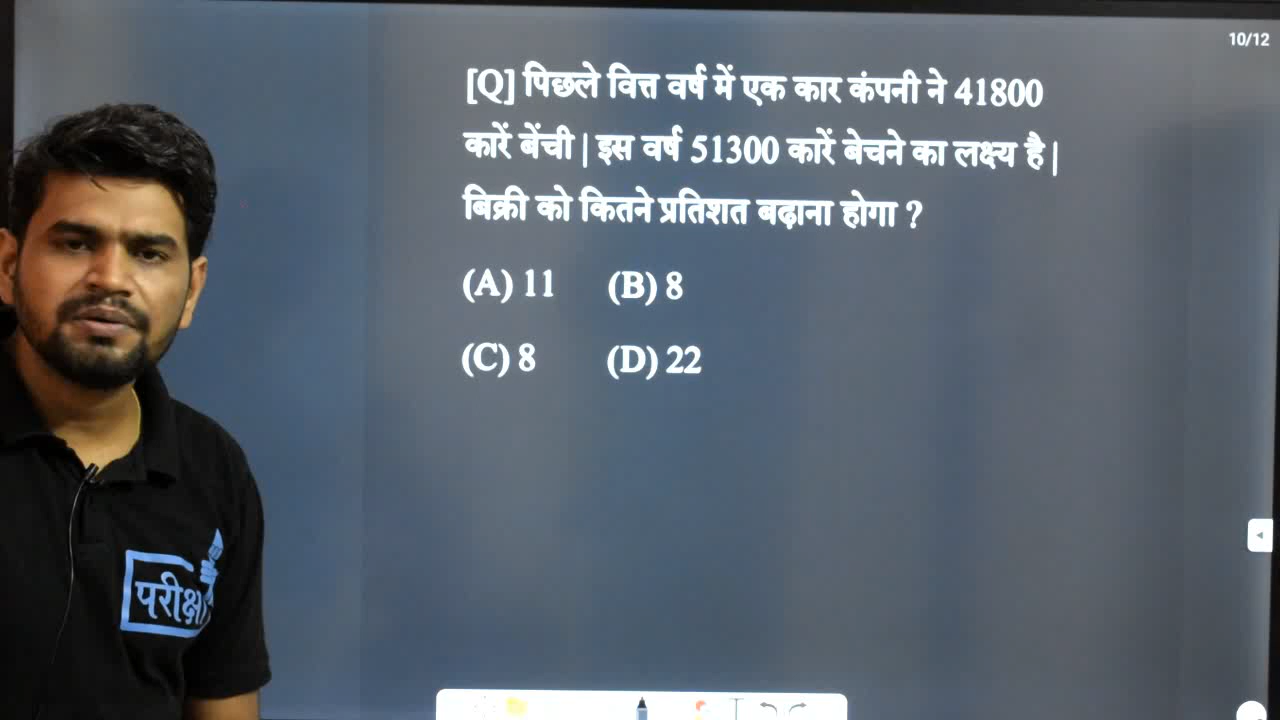 10/12
[Q] पिछले वित्त वर्ष में एक कार कंपनी ने 41800
कारें बेंची | इस वर्ष 51300 कारें बेचने का लक्ष्य है |
बिक्री को कितने प्रतिशत बढ़ाना होगा ?
(A) 11 (B) 8
(C) 8 (D) 22
परीक्षा